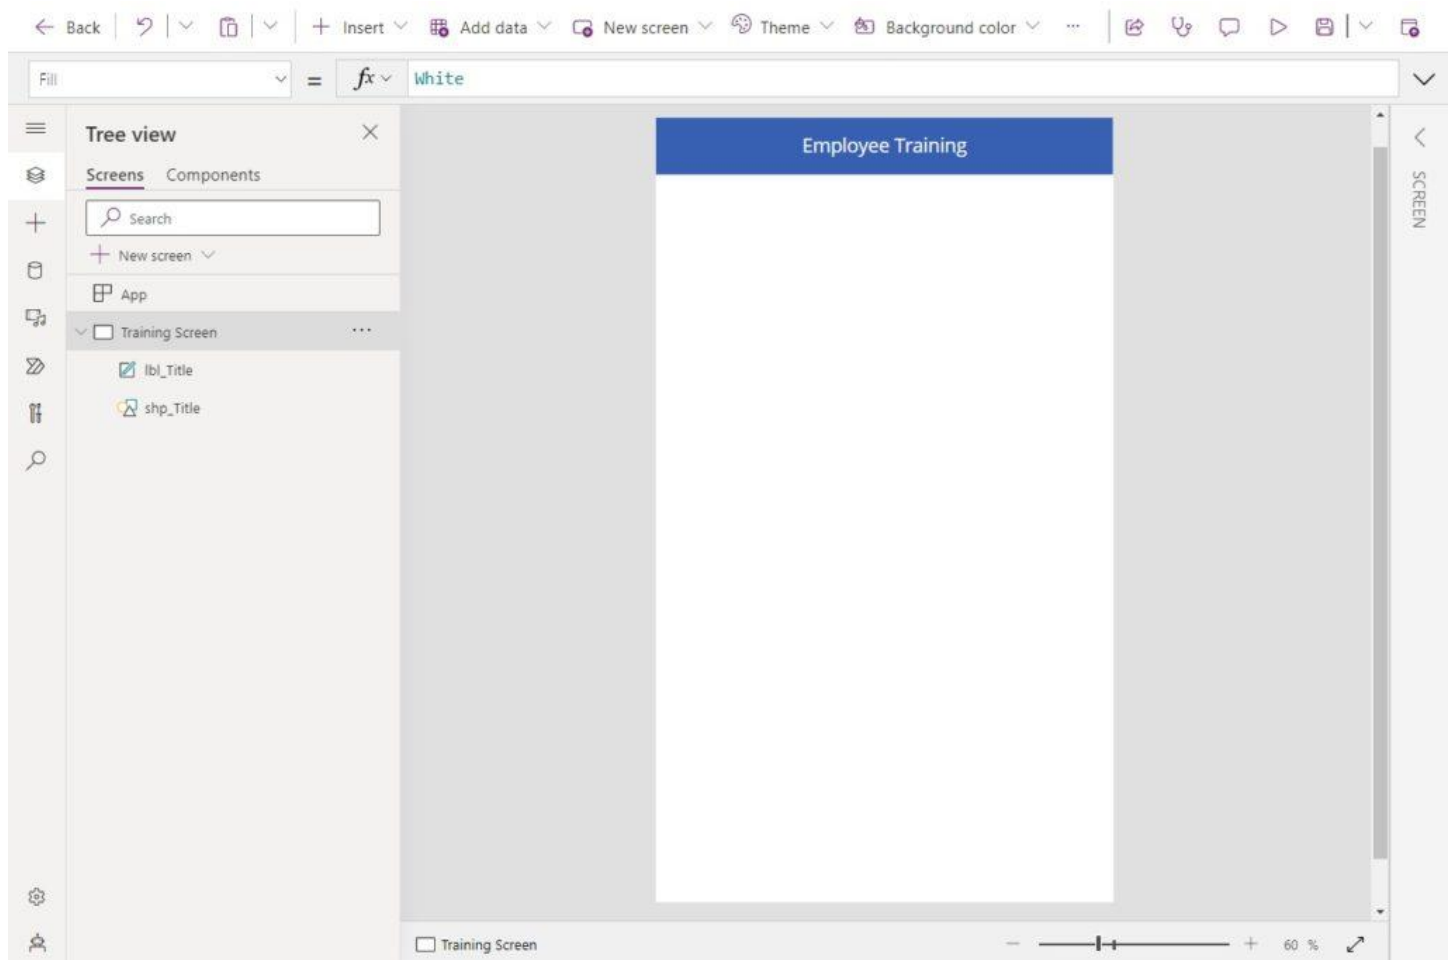 Back Insert Add data New screen Theme Background color ...
Fill = fx White
Tree view
Screens Components
Search
New screen
App
Training Screen ...
lbl_Title
shp_Title
Employee Training
SCREEN
Training Screen 60 %